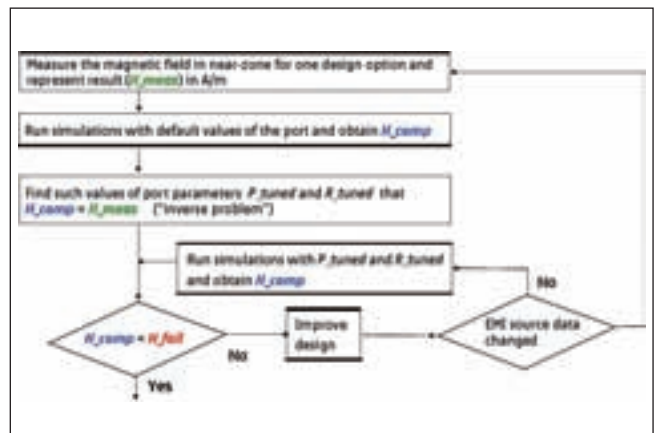 Measure the magnetic field in near-zone for one design option and
represent result (H_meas) in A/m
Run simulations with default values of the port and obtain H_comp
Find such values of port parameters P_tuned and R_tuned that
H_comp = H_meas ("inverse problem")
Run simulations with P_tuned and R_tuned
and obtain H_comp
No
H_comp < H_fail
No
Improve
design
EMI source data
changed
Yes